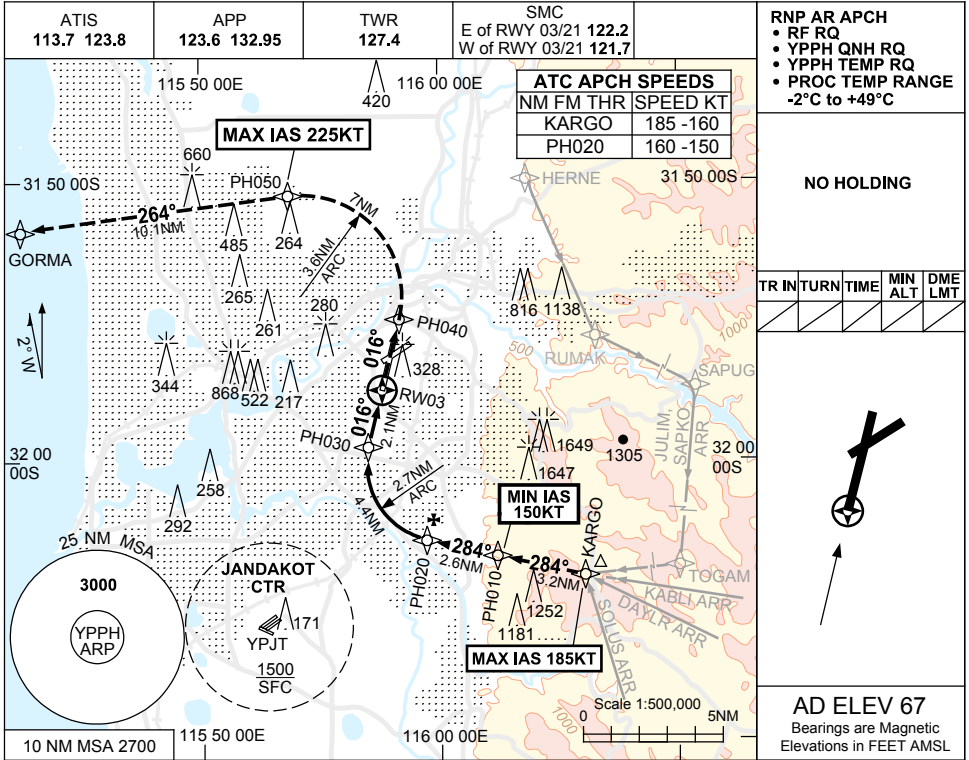 ATIS
113.7 123.8
APP
123.6 132.95
TWR
127.4
SMC
E of RWY 03/21 122.2
W of RWY 03/21 121.7
RNP AR APCH
• RF RQ
• YPPH QNH RQ
• YPPH TEMP RQ
• PROC TEMP RANGE
-2°C to +49°C
NO HOLDING
TR IN
TURN
TIME
MIN ALT
DME LMT
AD ELEV 67
Bearings are Magnetic
Elevations in FEET AMSL
115 50 00E
116 00 00E
420
ATC APCH SPEEDS
NM FM THR SPEED KT
KARGO 185 -160
PH020 160 -150
MAX IAS 225KT
660
31 50 00S
PH050
HERNE
31 50 00S
264°
10.1NM
7NM
GORMA
485
264
3.6NM
ARC
265
261
280
816
1138
2°W
PH040
500
1000
RUMAK
SAPUG
016°
328
344
868
522
217
RW03
016°
2.1NM
PH030
1649
1647
1305
JULIM,
SAPKO
ARR
32 00
00S
32 00
00S
258
292
2.7NM
ARC
4.4NM
MIN IAS
150KT
KARGO
284°
2.6NM
284°
3.2NM
PH020
PH010
TOGAM
KABLI ARR
DAYLR ARR
SOLUS ARR
1252
1181
MAX IAS 185KT
25 NM MSA
3000
YPPH
ARP
JANDAKOT
CTR
171
YPJT
1500
SFC
1000
Scale 1:500,000
0
5NM
10 NM MSA 2700
115 50 00E
116 00 00E